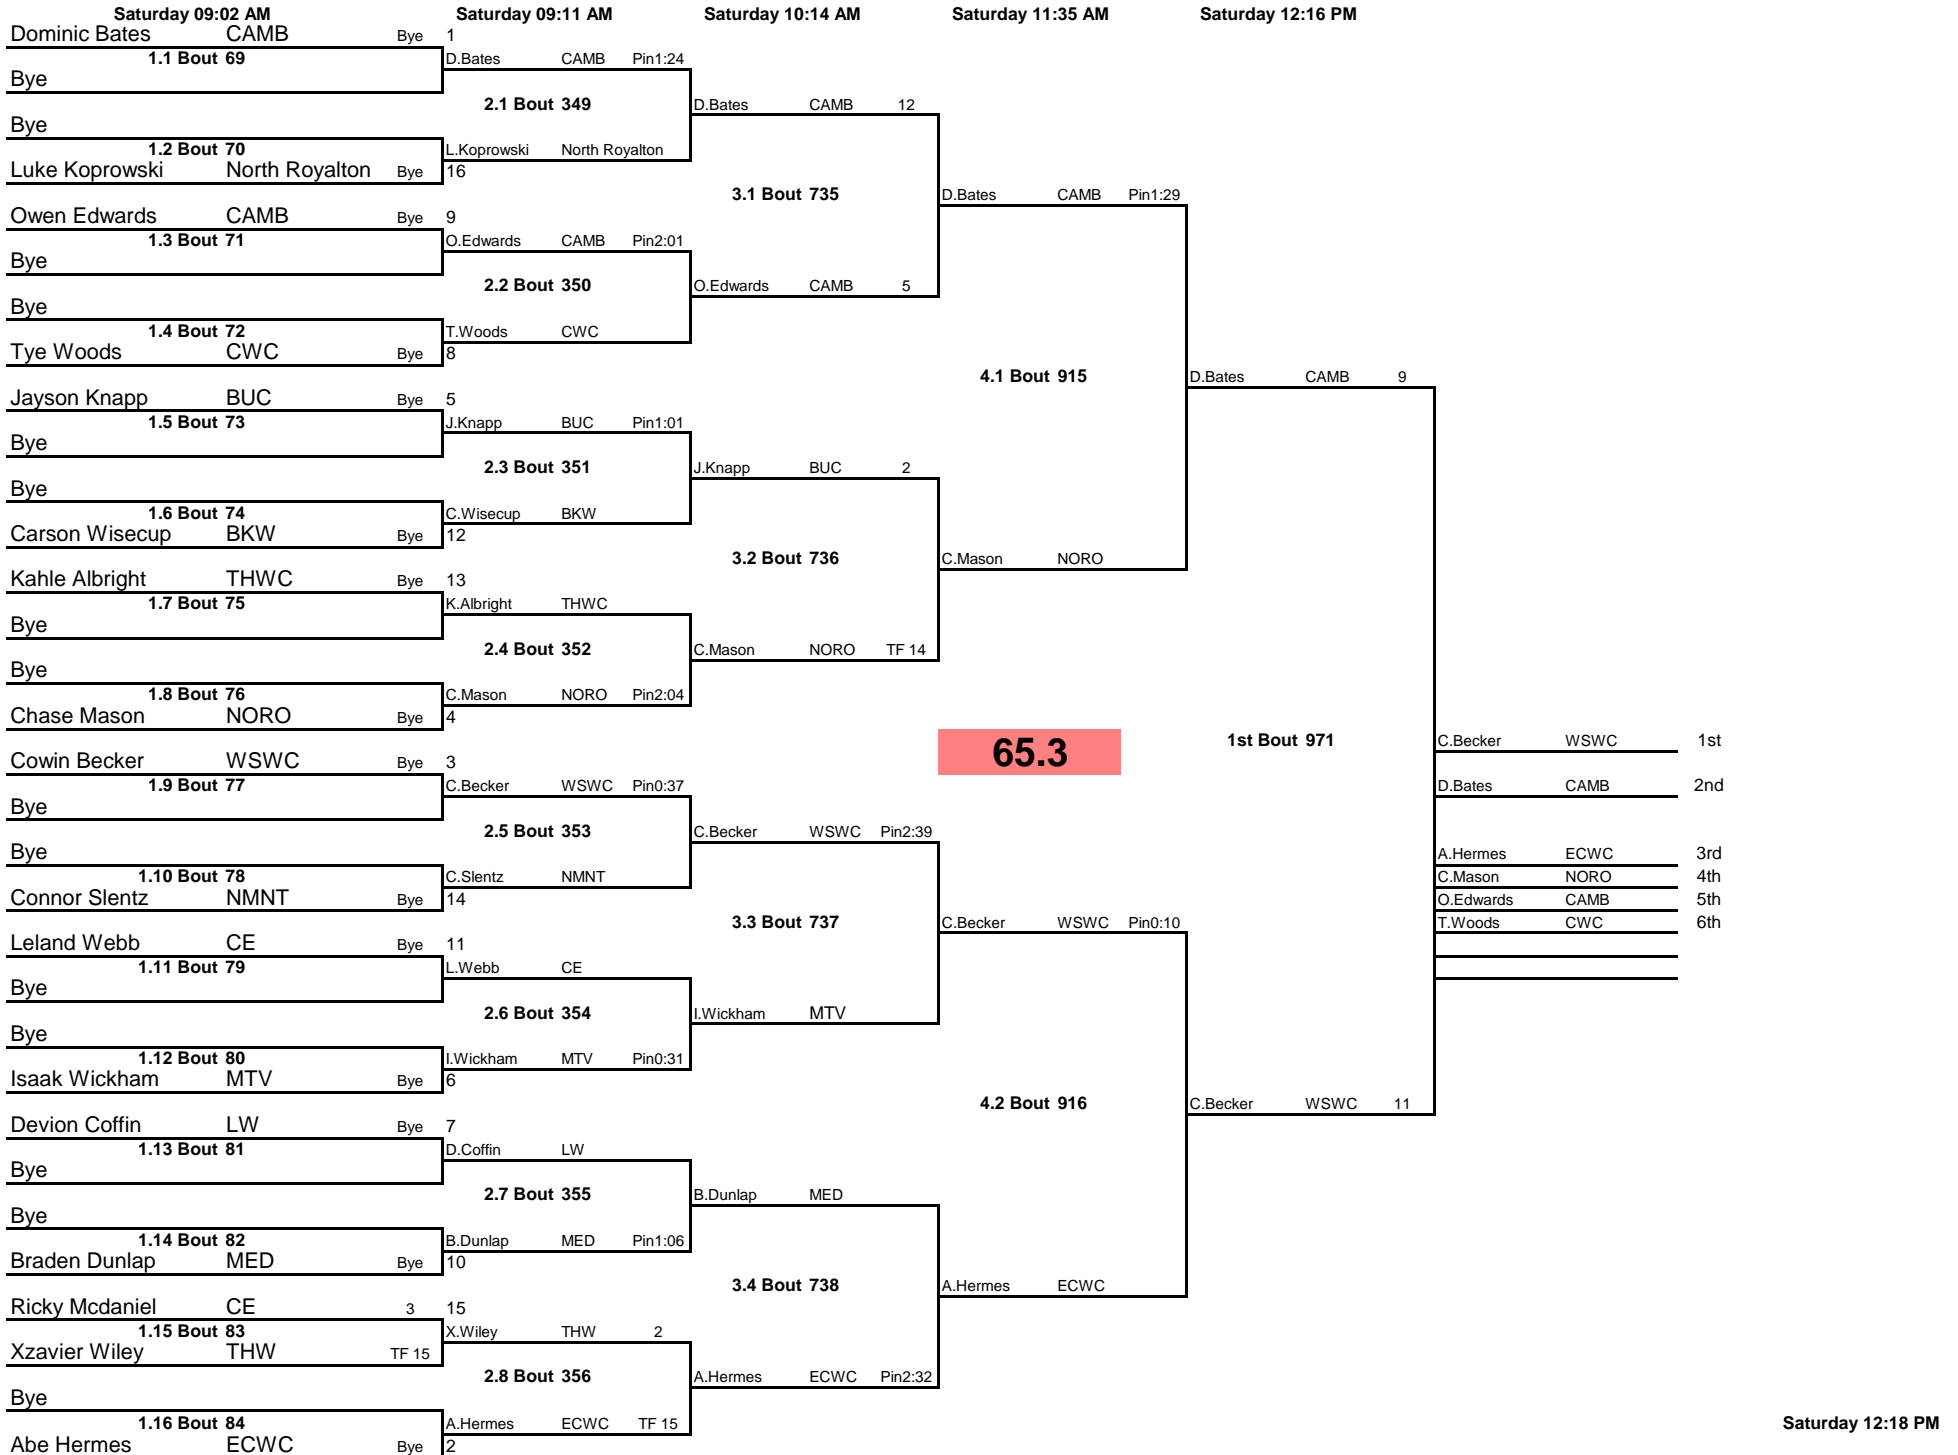 Saturday 09:02 AM Saturday 09:11 AM Saturday 10:14 AM Saturday 11:35 AM Saturday 12:16 PM
Dominic Bates CAMB Bye 1
1.1 Bout 69 D.Bates CAMB Pin1:24
Bye
2.1 Bout 349 D.Bates CAMB 12
Bye
1.2 Bout 70 L.Koprowski North Royalton
Luke Koprowski North Royalton Bye 16
3.1 Bout 735 D.Bates CAMB Pin1:29
Owen Edwards CAMB Bye 9
1.3 Bout 71 O.Edwards CAMB Pin2:01
Bye
2.2 Bout 350 O.Edwards CAMB 5
Bye
1.4 Bout 72 T.Woods CWC
Tye Woods CWC Bye 8
4.1 Bout 915 D.Bates CAMB 9
Jayson Knapp BUC Bye 5
1.5 Bout 73 J.Knapp BUC Pin1:01
Bye
2.3 Bout 351 J.Knapp BUC 2
Bye
1.6 Bout 74 C.Wisecup BKW
Carson Wisecup BKW Bye 12
3.2 Bout 736 C.Mason NORO
Kahle Albright THWC Bye 13
1.7 Bout 75 K.Albright THWC
Bye
2.4 Bout 352 C.Mason NORO TF 14
Bye
1.8 Bout 76 C.Mason NORO Pin2:04
Chase Mason NORO Bye 4
65.3 1st Bout 971 C.Becker WSWC 1st
Cowin Becker WSWC Bye 3
1.9 Bout 77 C.Becker WSWC Pin0:37 D.Bates CAMB 2nd
Bye
2.5 Bout 353 C.Becker WSWC Pin2:39
Bye A.Hermes ECWC 3rd
1.10 Bout 78 C.Slentz NMNT C.Mason NORO 4th
Connor Slentz NMNT Bye 14 O.Edwards CAMB 5th
3.3 Bout 737 C.Becker WSWC Pin0:10 T.Woods CWC 6th
Leland Webb CE Bye 11
1.11 Bout 79 L.Webb CE
Bye
2.6 Bout 354 I.Wickham MTV
Bye
1.12 Bout 80 I.Wickham MTV Pin0:31
Isaak Wickham MTV Bye 6
4.2 Bout 916 C.Becker WSWC 11
Devion Coffin LW Bye 7
1.13 Bout 81 D.Coffin LW
Bye
2.7 Bout 355 B.Dunlap MED
Bye
1.14 Bout 82 B.Dunlap MED Pin1:06
Braden Dunlap MED Bye 10
3.4 Bout 738 A.Hermes ECWC
Ricky Mcdaniel CE 3 15
1.15 Bout 83 X.Wiley THW 2
Xzavier Wiley THW TF 15
2.8 Bout 356 A.Hermes ECWC Pin2:32
Bye
1.16 Bout 84 A.Hermes ECWC TF 15 Saturday 12:18 PM
Abe Hermes ECWC Bye 2